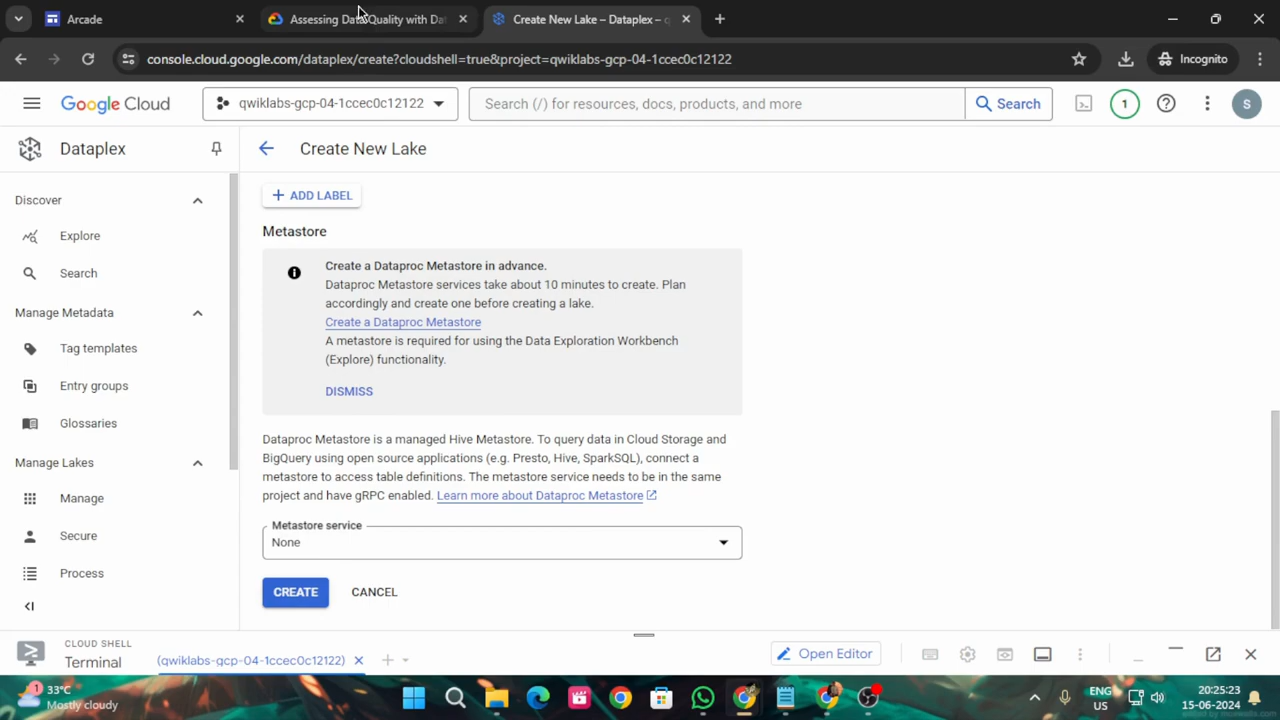 Arcade
Assessing Data Quality with Dat
Create New Lake – Dataplex – q
console.cloud.google.com/dataplex/create?cloudshell=true&project=qwiklabs-gcp-04-1ccec0c12122
Incognito
Google Cloud
qwiklabs-gcp-04-1ccec0c12122
Search (/) for resources, docs, products, and more
Search
1
S
Dataplex
Create New Lake
Discover
Explore
Search
Manage Metadata
Tag templates
Entry groups
Glossaries
Manage Lakes
Manage
Secure
Process
+ ADD LABEL
Metastore
Create a Dataproc Metastore in advance.
Dataproc Metastore services take about 10 minutes to create. Plan
accordingly and create one before creating a lake.
Create a Dataproc Metastore
A metastore is required for using the Data Exploration Workbench
(Explore) functionality.
DISMISS
Dataproc Metastore is a managed Hive Metastore. To query data in Cloud Storage and
BigQuery using open source applications (e.g. Presto, Hive, SparkSQL), connect a
metastore to access table definitions. The metastore service needs to be in the same
project and have gRPC enabled. Learn more about Dataproc Metastore
Metastore service
None
CREATE
CANCEL
CLOUD SHELL
Terminal
(qwiklabs-gcp-04-1ccec0c12122)
Open Editor
1
33°C
Mostly cloudy
ENG
US
20:25:23
15-06-2024